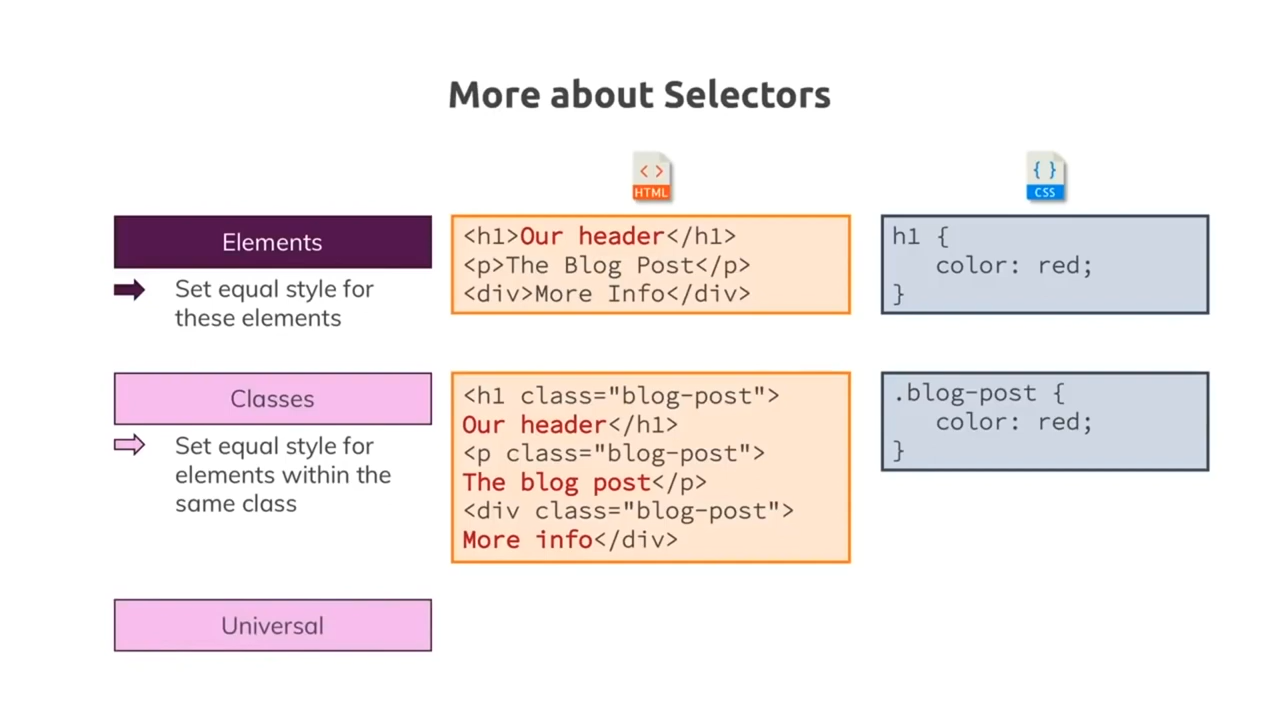 More about Selectors
< >
HTML
{ }
CSS
Elements
Set equal style for
these elements
<h1>Our header</h1>
<p>The Blog Post</p>
<div>More Info</div>
h1 {
   color: red;
}
Classes
Set equal style for
elements within the
same class
<h1 class="blog-post">
Our header</h1>
<p class="blog-post">
The blog post</p>
<div class="blog-post">
More info</div>
.blog-post {
   color: red;
}
Universal